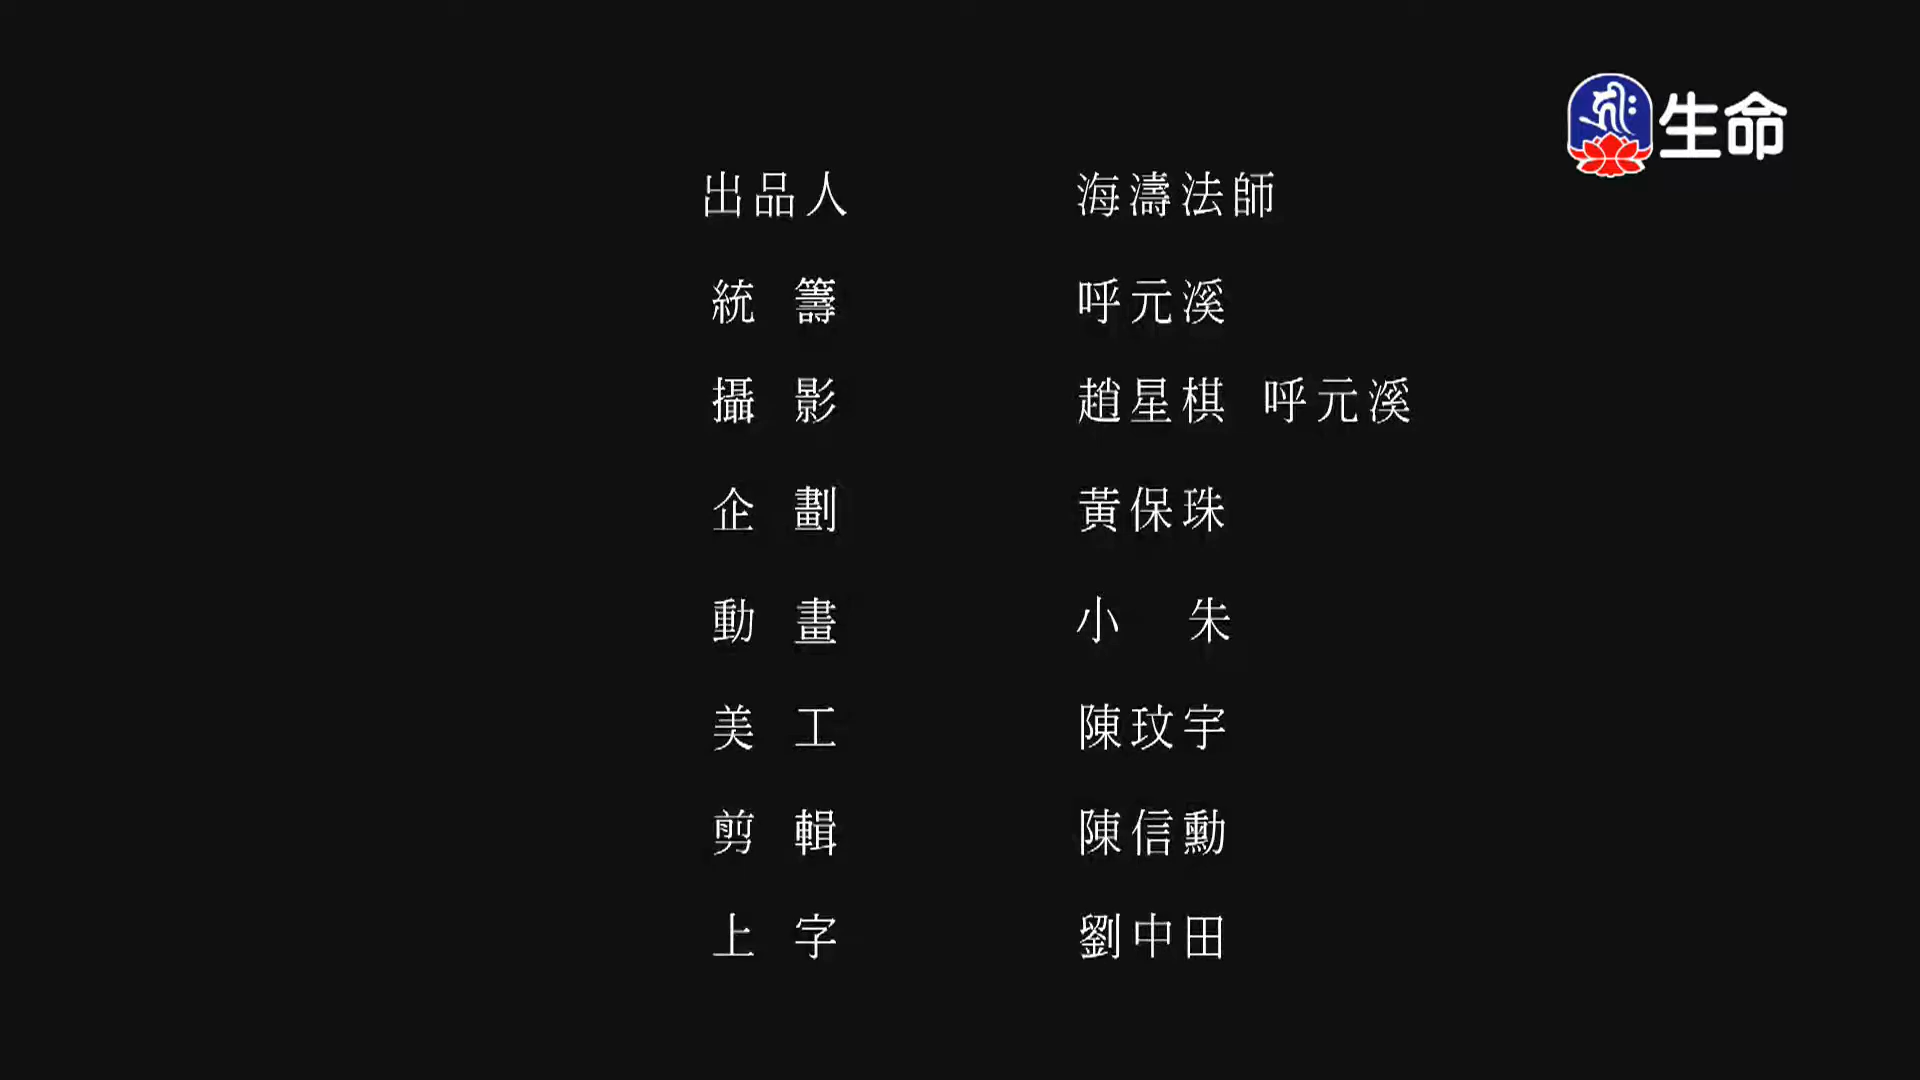 生命
出品人 海濤法師
統 籌 呼元溪
攝 影 趙星棋 呼元溪
企 劃 黃保珠
動 畫 小 朱
美 工 陳玟宇
剪 輯 陳信勳
上 字 劉中田